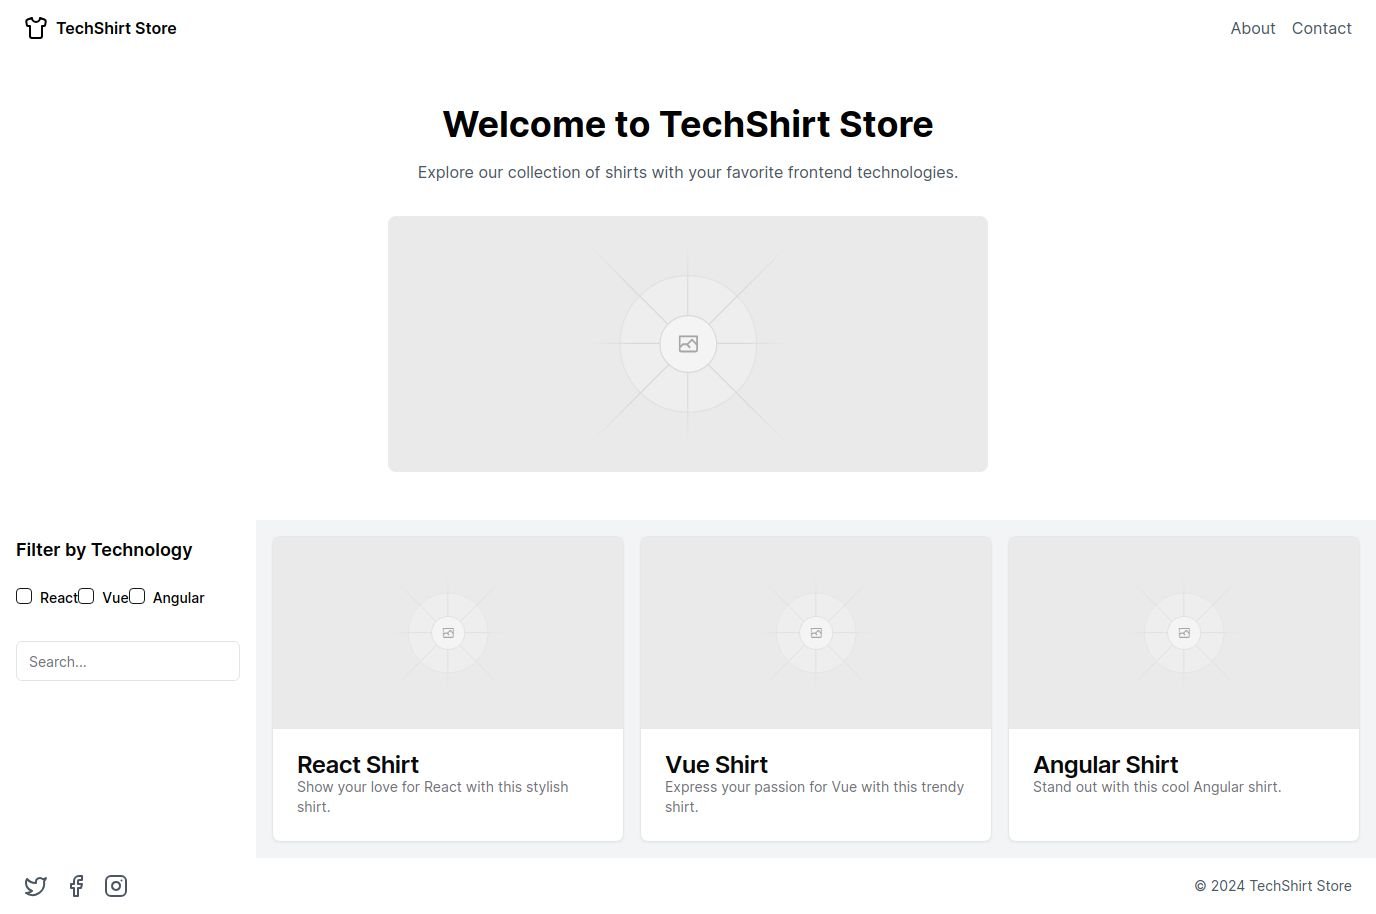 TechShirt Store
About Contact
Welcome to TechShirt Store
Explore our collection of shirts with your favorite frontend technologies.
Filter by Technology
React Vue Angular
Search...
React Shirt
Show your love for React with this stylish
shirt.
Vue Shirt
Express your passion for Vue with this trendy
shirt.
Angular Shirt
Stand out with this cool Angular shirt.
© 2024 TechShirt Store